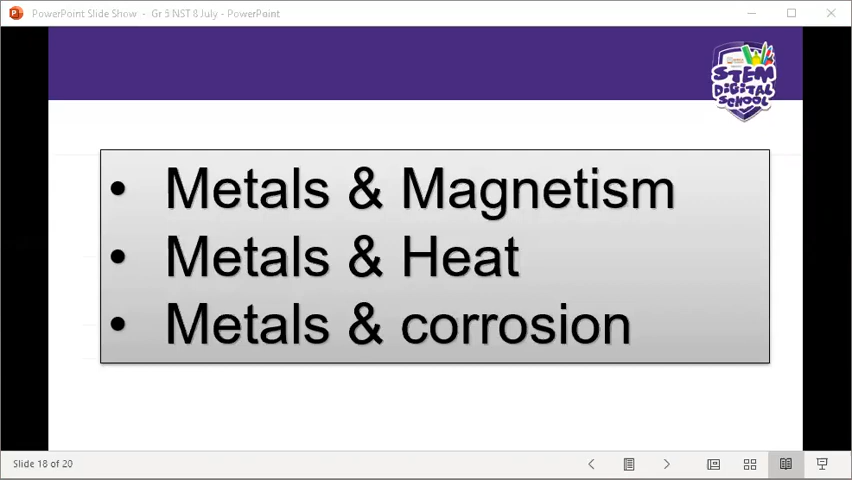 PowerPoint Slide Show - Gr 5 NST 8 July - PowerPoint
STEM
DIGITAL
SCHOOL
• Metals & Magnetism
• Metals & Heat
• Metals & corrosion
Slide 18 of 20